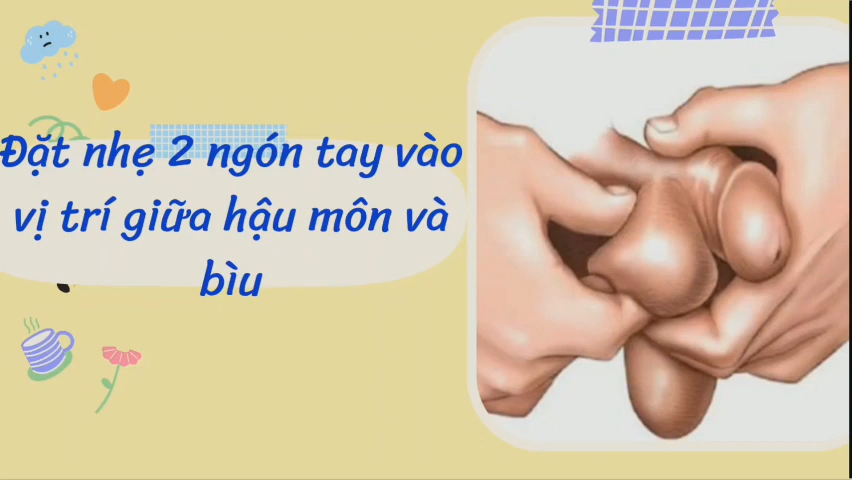 Đặt nhẹ 2 ngón tay vào
vị trí giữa hậu môn và
bìu